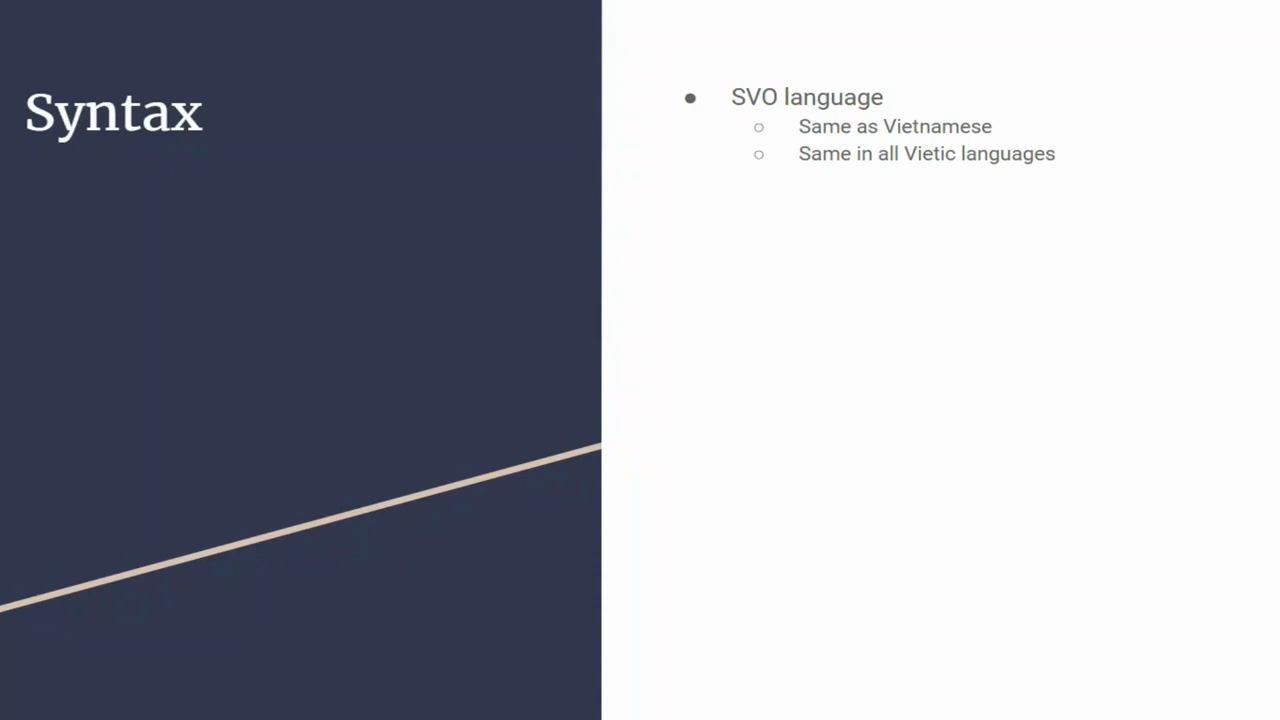 Syntax
● SVO language
○ Same as Vietnamese
○ Same in all Vietic languages